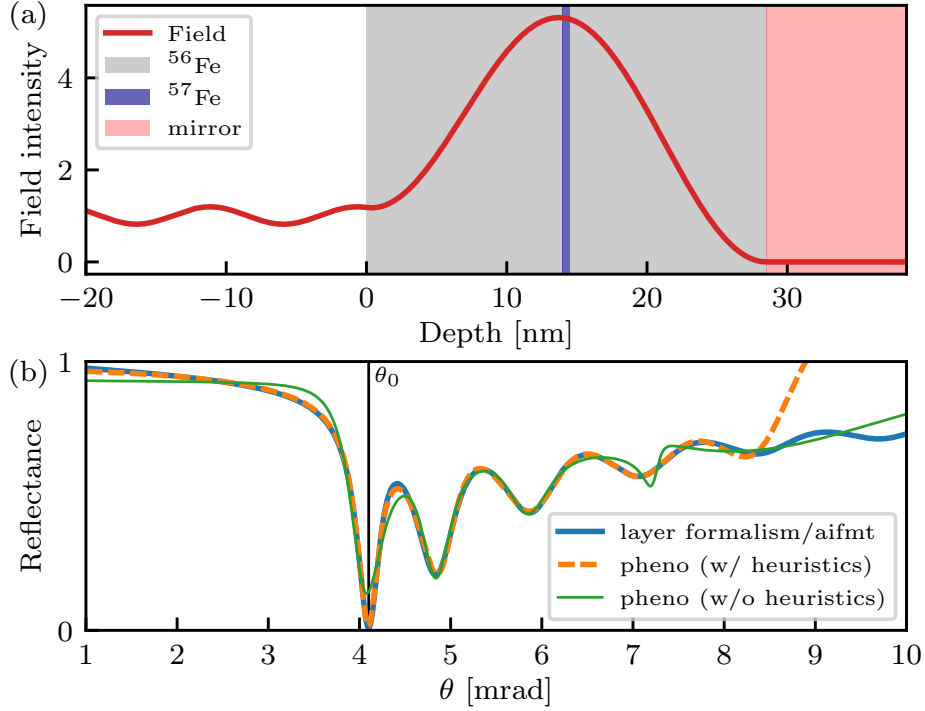 (a)
Field intensity
4
2
0
Field
⁵⁶Fe
⁵⁷Fe
mirror
−20 −10 0 10 20 30
Depth [nm]
(b)
1
0
Reflectance
θ₀
layer formalism/aifmt
pheno (w/ heuristics)
pheno (w/o heuristics)
1 2 3 4 5 6 7 8 9 10
θ [mrad]